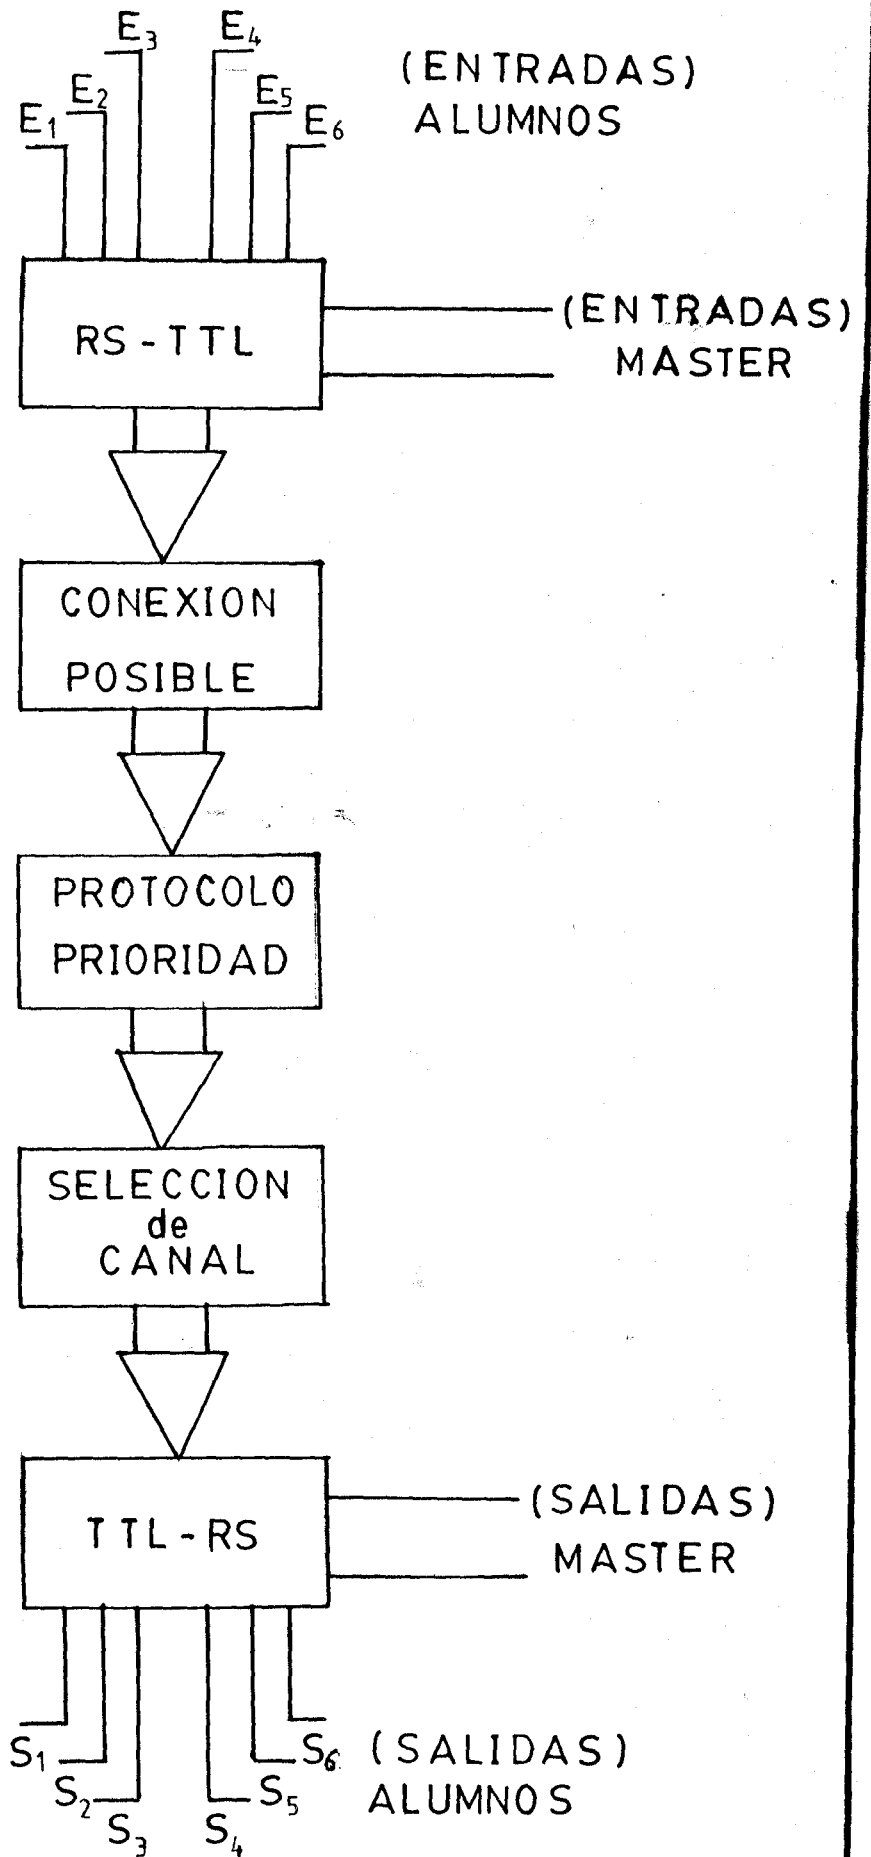 E3 E4
(ENTRADAS)
ALUMNOS
E2 E5
E1 E6
RS-TTL
(ENTRADAS)
MASTER
CONEXION
POSIBLE
PROTOCOLO
PRIORIDAD
SELECCION
de
CANAL
TTL-RS
(SALIDAS)
MASTER
S1 S6
(SALIDAS)
ALUMNOS
S2 S5
S3 S4